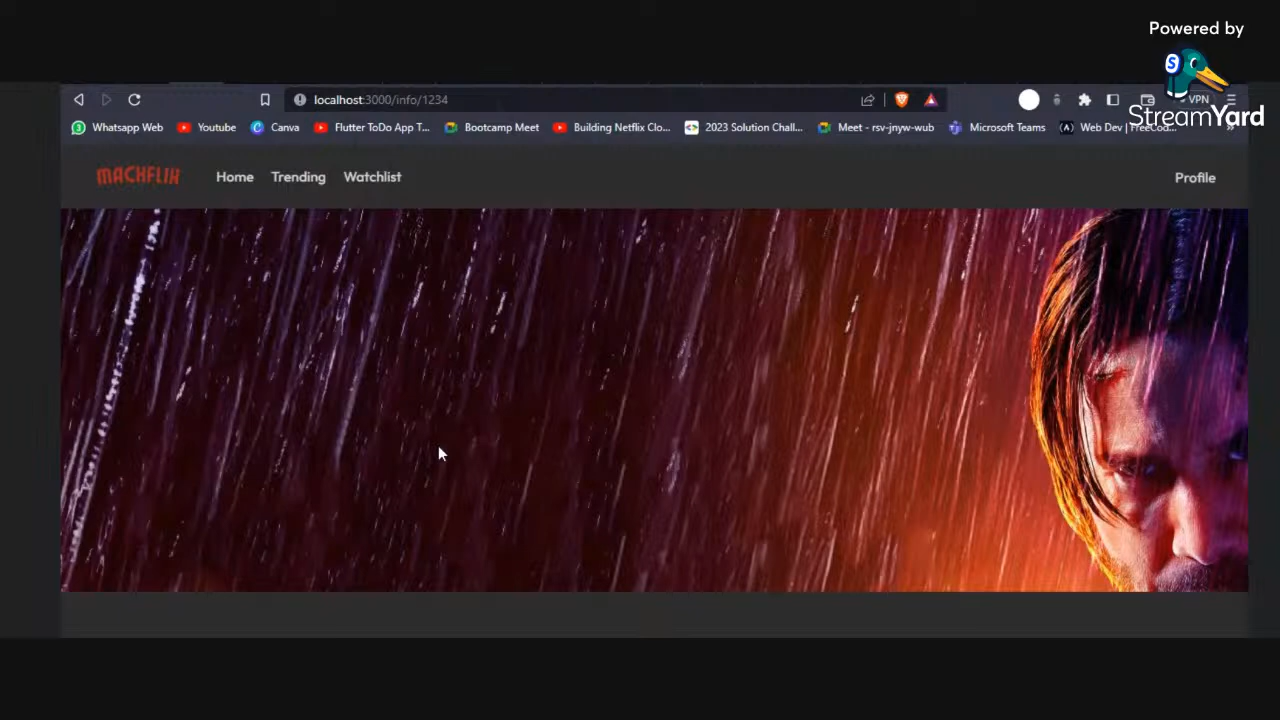 Powered by
StreamYard
localhost:3000/info/1234
VPN
Whatsapp Web
Youtube
Canva
Flutter ToDo App T...
Bootcamp Meet
Building Netflix Clo...
2023 Solution Chall...
Meet - rsv-jnyw-wub
Microsoft Teams
Web Dev | FreeCod...
MACHFLIX
Home
Trending
Watchlist
Profile